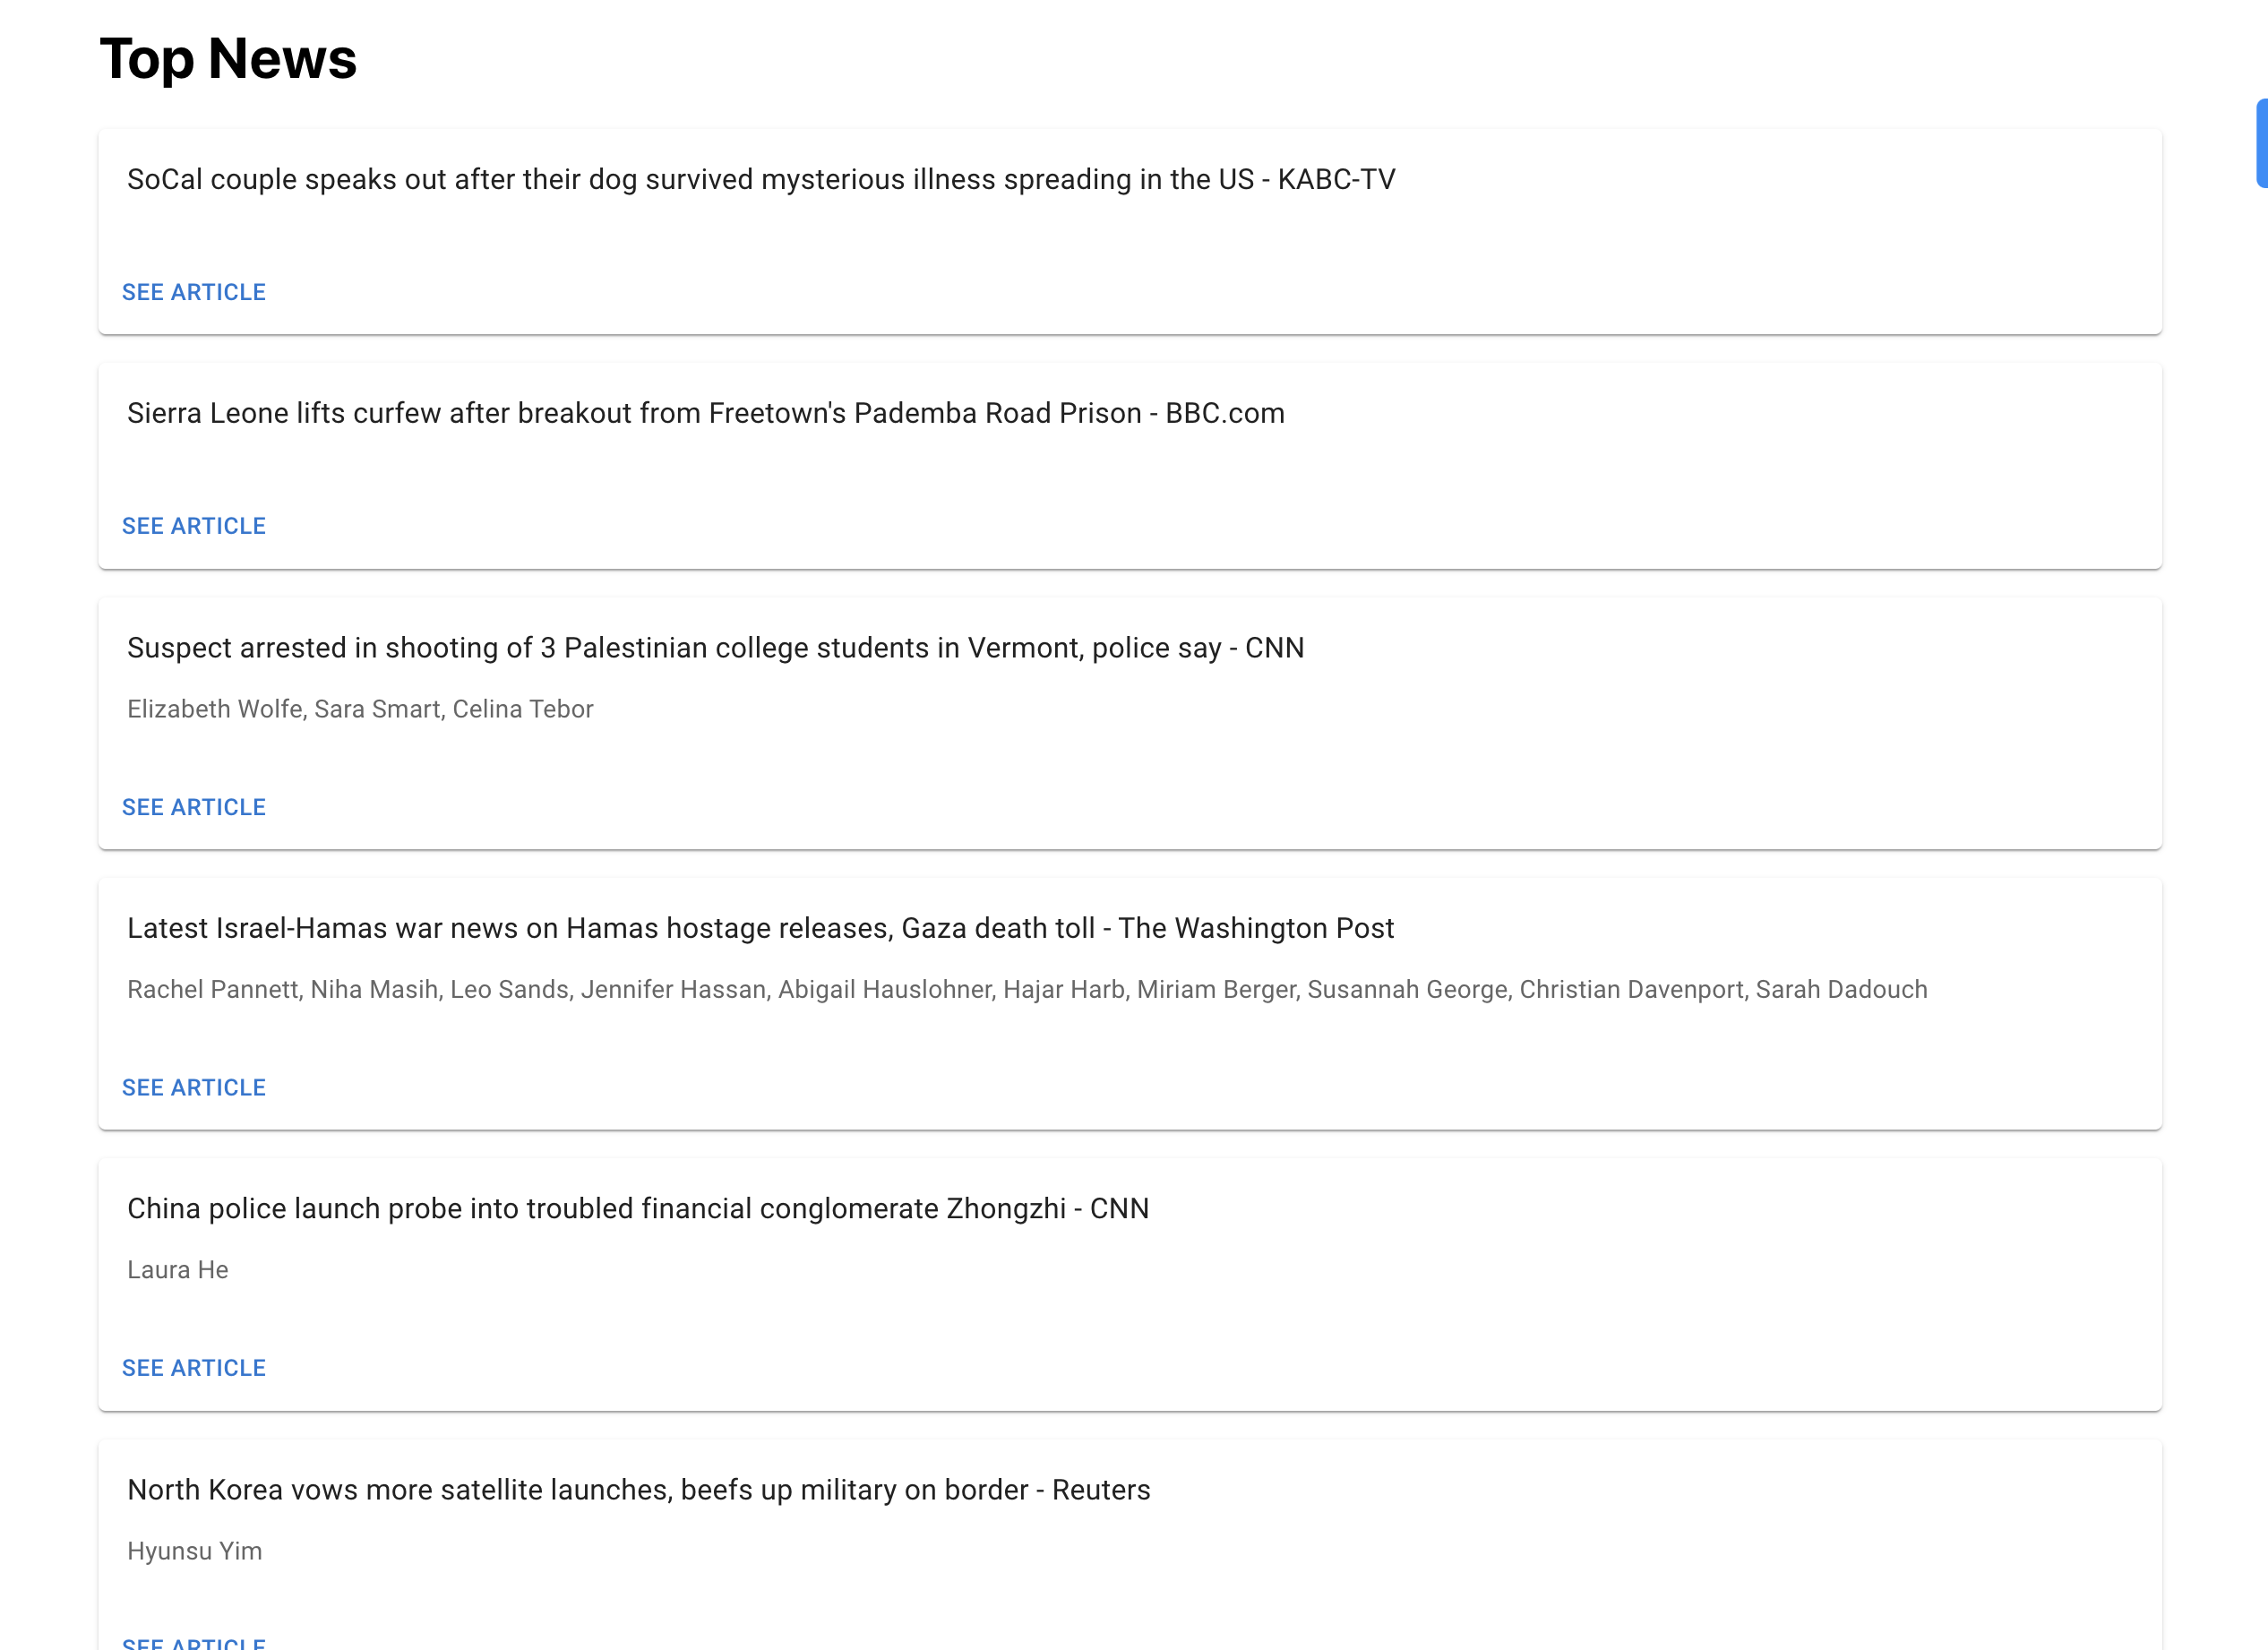 Top News
SoCal couple speaks out after their dog survived mysterious illness spreading in the US - KABC-TV
SEE ARTICLE
Sierra Leone lifts curfew after breakout from Freetown's Pademba Road Prison - BBC.com
SEE ARTICLE
Suspect arrested in shooting of 3 Palestinian college students in Vermont, police say - CNN
Elizabeth Wolfe, Sara Smart, Celina Tebor
SEE ARTICLE
Latest Israel-Hamas war news on Hamas hostage releases, Gaza death toll - The Washington Post
Rachel Pannett, Niha Masih, Leo Sands, Jennifer Hassan, Abigail Hauslohner, Hajar Harb, Miriam Berger, Susannah George, Christian Davenport, Sarah Dadouch
SEE ARTICLE
China police launch probe into troubled financial conglomerate Zhongzhi - CNN
Laura He
SEE ARTICLE
North Korea vows more satellite launches, beefs up military on border - Reuters
Hyunsu Yim
SEE ARTICLE